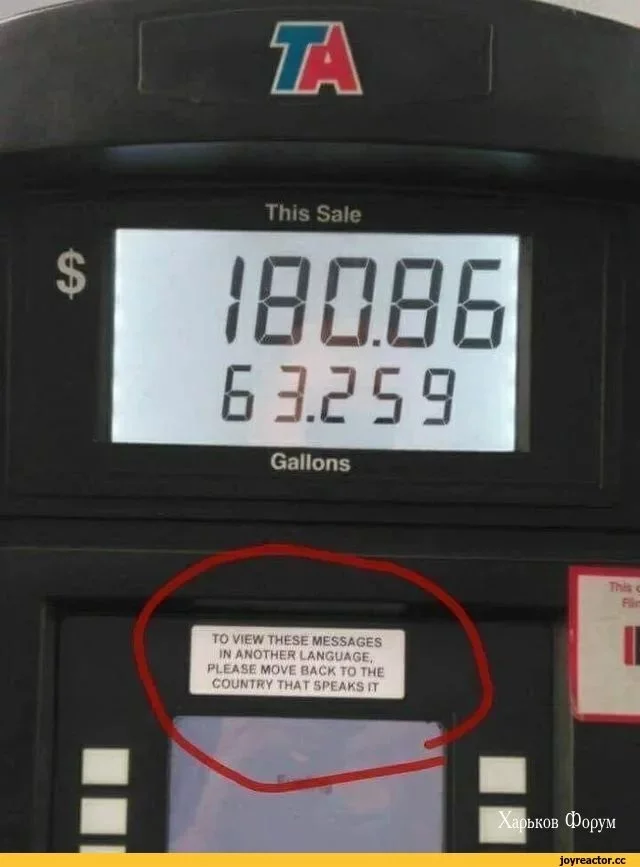 TA
This Sale
$
180.86
63.259
Gallons
TO VIEW THESE MESSAGES
IN ANOTHER LANGUAGE,
PLEASE MOVE BACK TO THE
COUNTRY THAT SPEAKS IT
This
Харьков Форум
joyreactor.cc